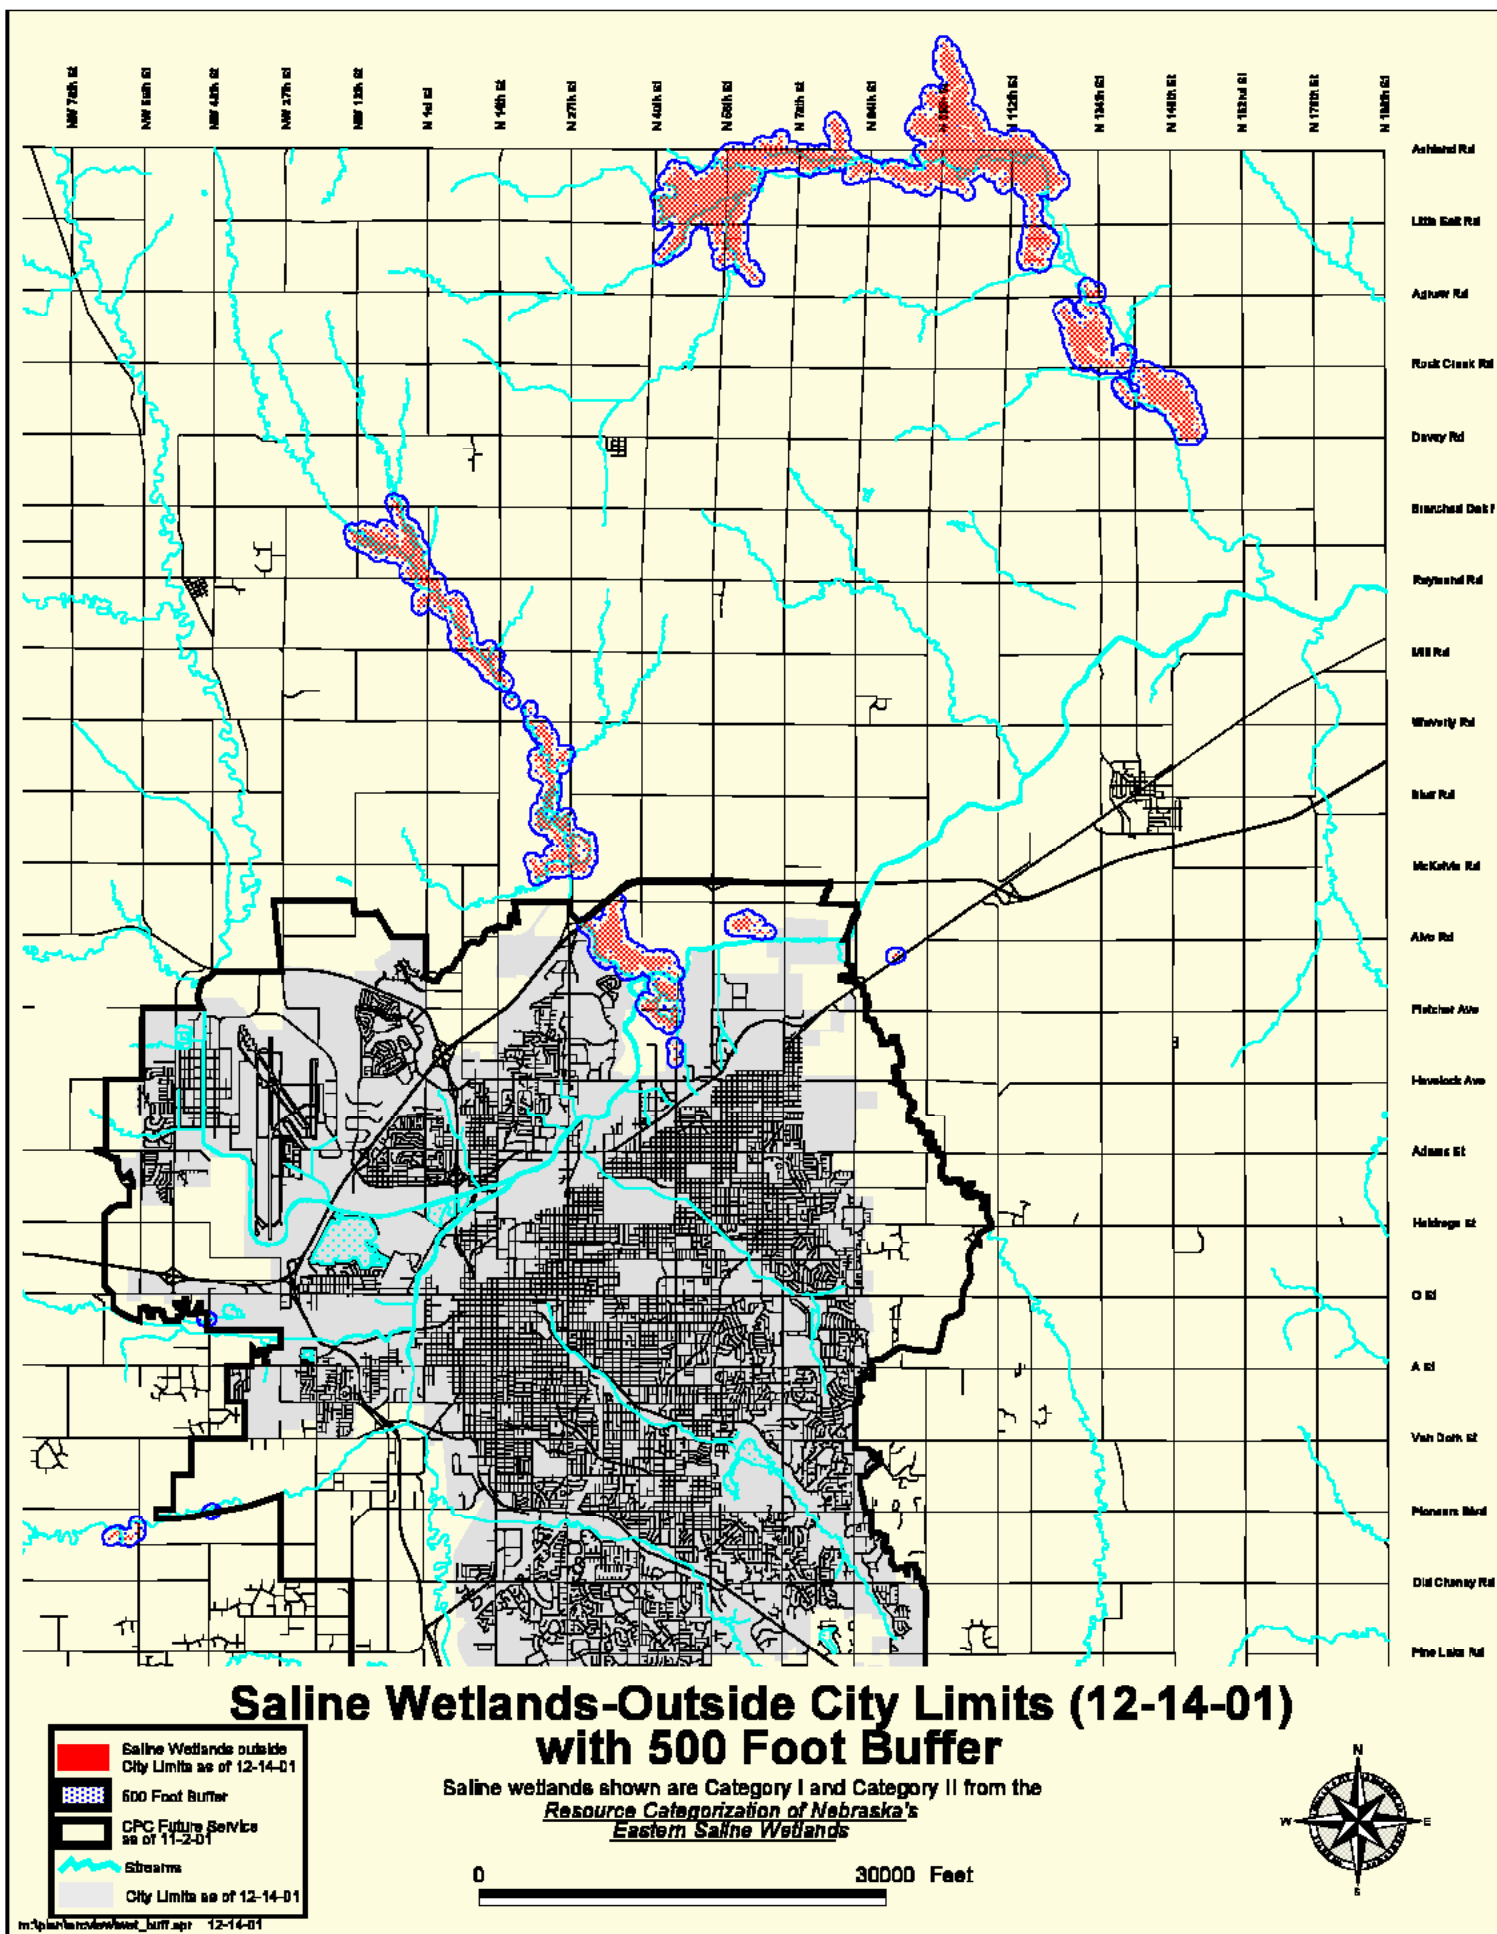 NW 70th St
NW 56th St
NW 48th St
NW 27th St
NW 12th St
N 1st St
N 14th St
N 27th St
N 40th St
N 56th St
N 70th St
N 84th St
N 112th St
N 134th St
N 148th St
N 162nd St
N 176th St
N 190th St
Ashland Rd
Little Salt Rd
Agnew Rd
Rock Creek Rd
Davey Rd
Branched Oak R
Raymond Rd
Mill Rd
Waverly Rd
Bluff Rd
McKelvie Rd
Alvo Rd
Fletcher Ave
Havelock Ave
Adams St
Holdrege St
O St
A St
Van Dorn St
Pioneers Blvd
Old Cheney Rd
Pine Lake Rd
Saline Wetlands-Outside City Limits (12-14-01)
with 500 Foot Buffer
Saline wetlands shown are Category I and Category II from the
Resource Categorization of Nebraska's
Eastern Saline Wetlands
0 30000 Feet
Saline Wetlands outside
City Limits as of 12-14-01
500 Foot Buffer
CPC Future Service
as of 11-2-01
Streams
City Limits as of 12-14-01
12-14-01
N
W
E
S